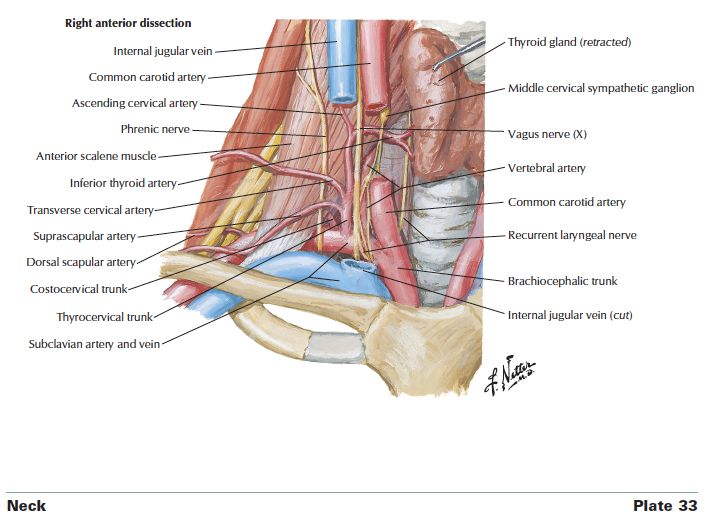 Right anterior dissection
Internal jugular vein
Common carotid artery
Ascending cervical artery
Phrenic nerve
Anterior scalene muscle
Inferior thyroid artery
Transverse cervical artery
Suprascapular artery
Dorsal scapular artery
Costocervical trunk
Thyrocervical trunk
Subclavian artery and vein
Thyroid gland (retracted)
Middle cervical sympathetic ganglion
Vagus nerve (X)
Vertebral artery
Common carotid artery
Recurrent laryngeal nerve
Brachiocephalic trunk
Internal jugular vein (cut)
F. Netter
M.D.
Neck
Plate 33